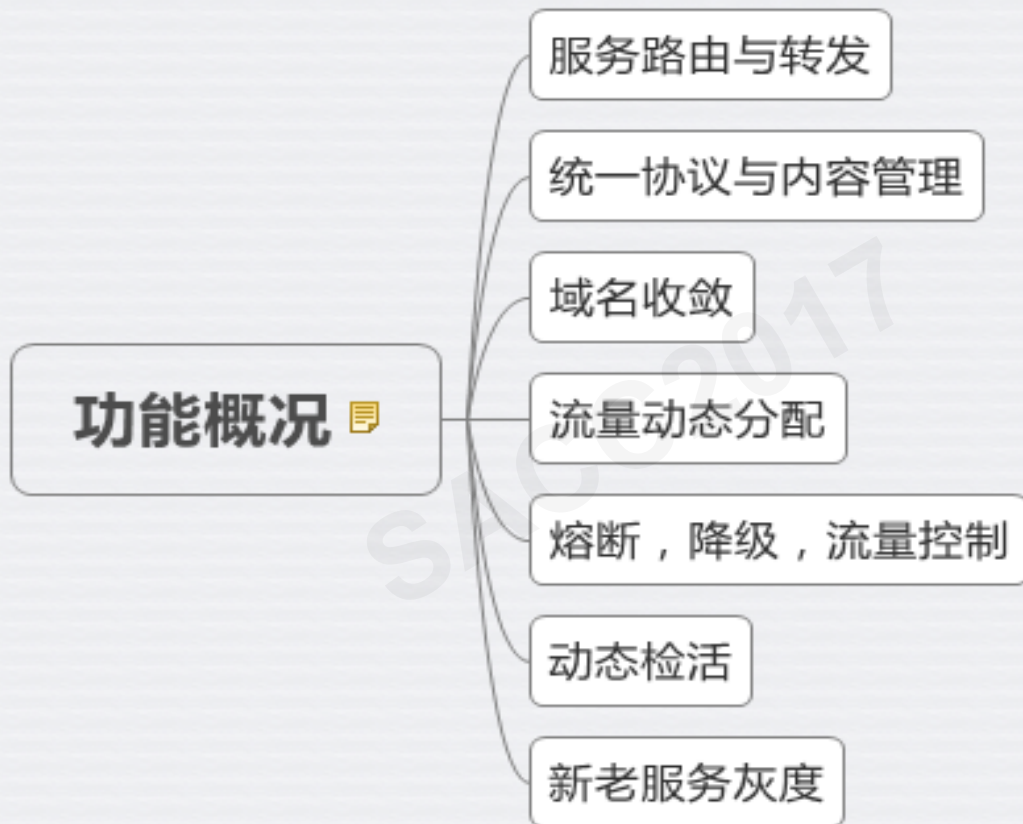 服务路由与转发
统一协议与内容管理
域名收敛
功能概况
流量动态分配
熔断，降级，流量控制
动态检活
新老服务灰度
SACC2017